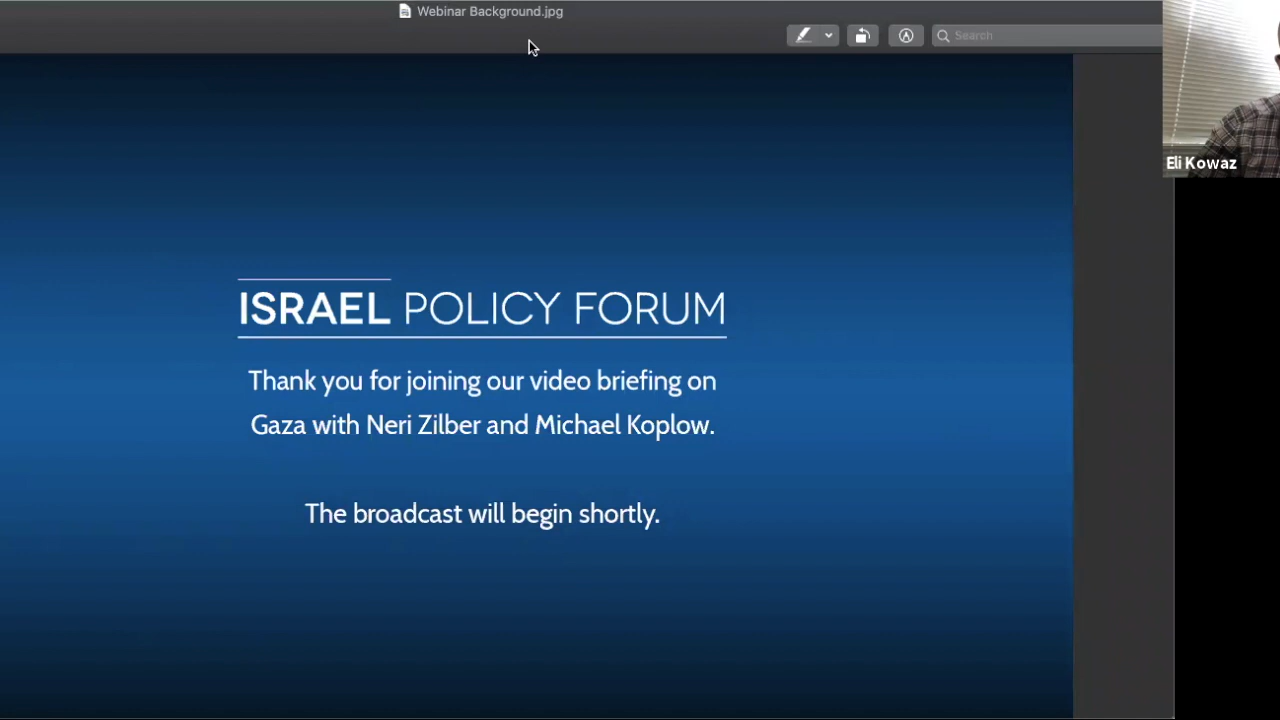 Webinar Background.jpg
Search
Eli Kowaz
ISRAEL POLICY FORUM
Thank you for joining our video briefing on
Gaza with Neri Zilber and Michael Koplow.
The broadcast will begin shortly.